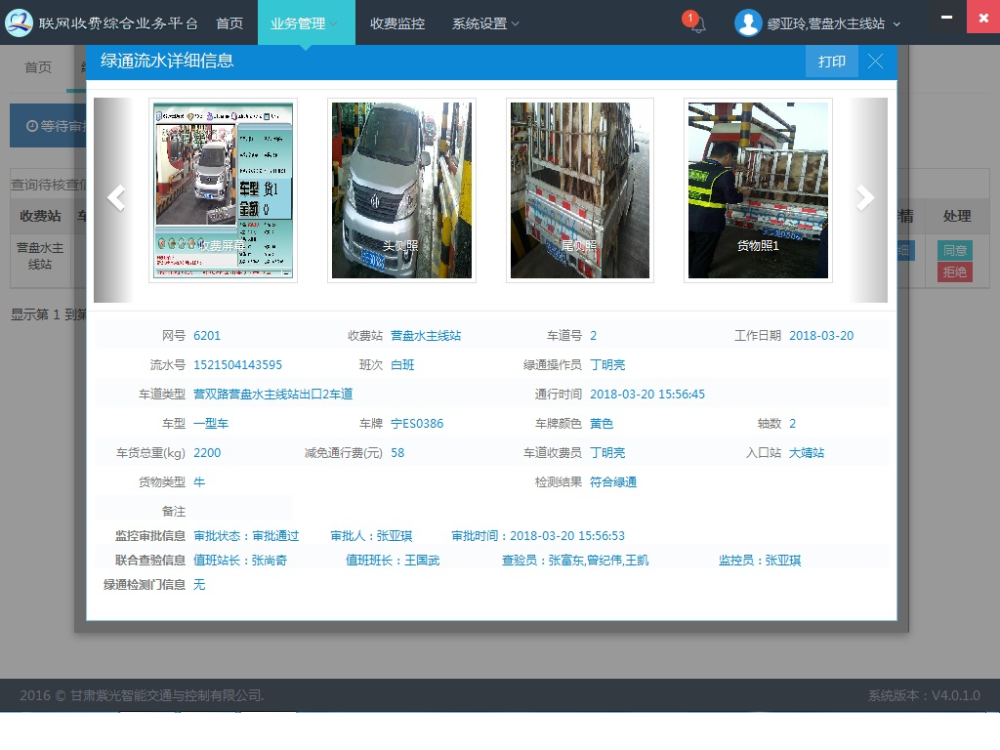 联网收费综合业务平台 首页 业务管理 收费监控 系统设置 1 缪亚玲,营盘水主线站
绿通流水详细信息 打印
首页
等待审
查询待核查信
收费站 车 情 处理
营盘水主线站 细 同意
拒绝
显示第 1 到第
车型 货1
金额 0
收费屏幕 头侧照 尾侧照 货物照1
网号 6201 收费站 营盘水主线站 车道号 2 工作日期 2018-03-20
流水号 1521504143595 班次 白班 绿通操作员 丁明亮
车道类型 营双路营盘水主线站出口2车道 通行时间 2018-03-20 15:56:45
车型 一型车 车牌 宁ES0386 车牌颜色 黄色 轴数 2
车货总重(kg) 2200 减免通行费(元) 58 车道收费员 丁明亮 入口站 大靖站
货物类型 牛 检测结果 符合绿通
备注
监控审批信息 审批状态：审批通过 审批人：张亚琪 审批时间：2018-03-20 15:56:53
联合查验信息 值班站长：张尚奇 值班班长：王国武 查验员：张富东,曾纪伟,王凯 监控员：张亚琪
绿通检测门信息 无
2016 © 甘肃紫光智能交通与控制有限公司. 系统版本：V4.0.1.0